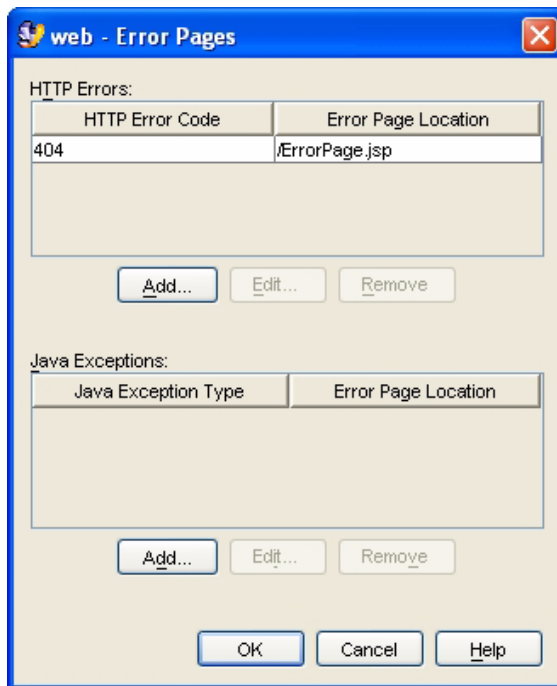 web - Error Pages
HTTP Errors:
HTTP Error Code Error Page Location
404 /ErrorPage.jsp
Add... Edit... Remove
Java Exceptions:
Java Exception Type Error Page Location
Add... Edit... Remove
OK Cancel Help